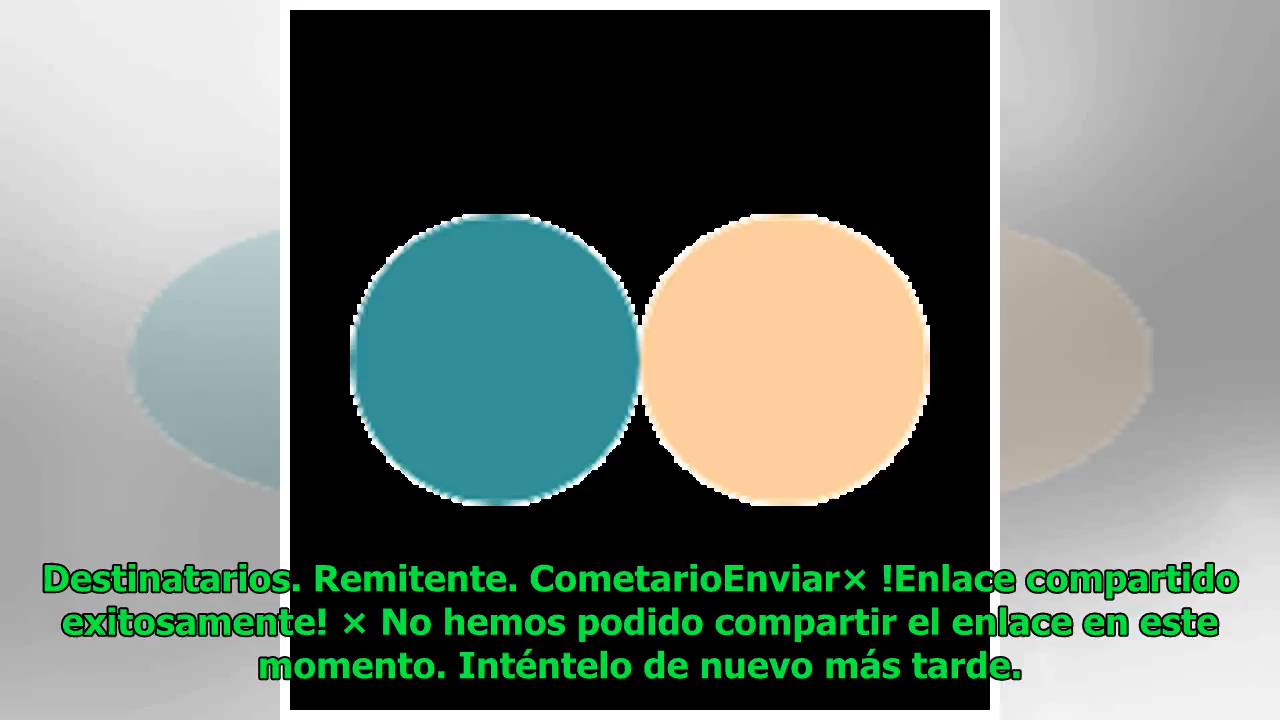 Destinatarios. Remitente. CometarioEnviar× !Enlace compartido
exitosamente! × No hemos podido compartir el enlace en este
momento. Inténtelo de nuevo más tarde.